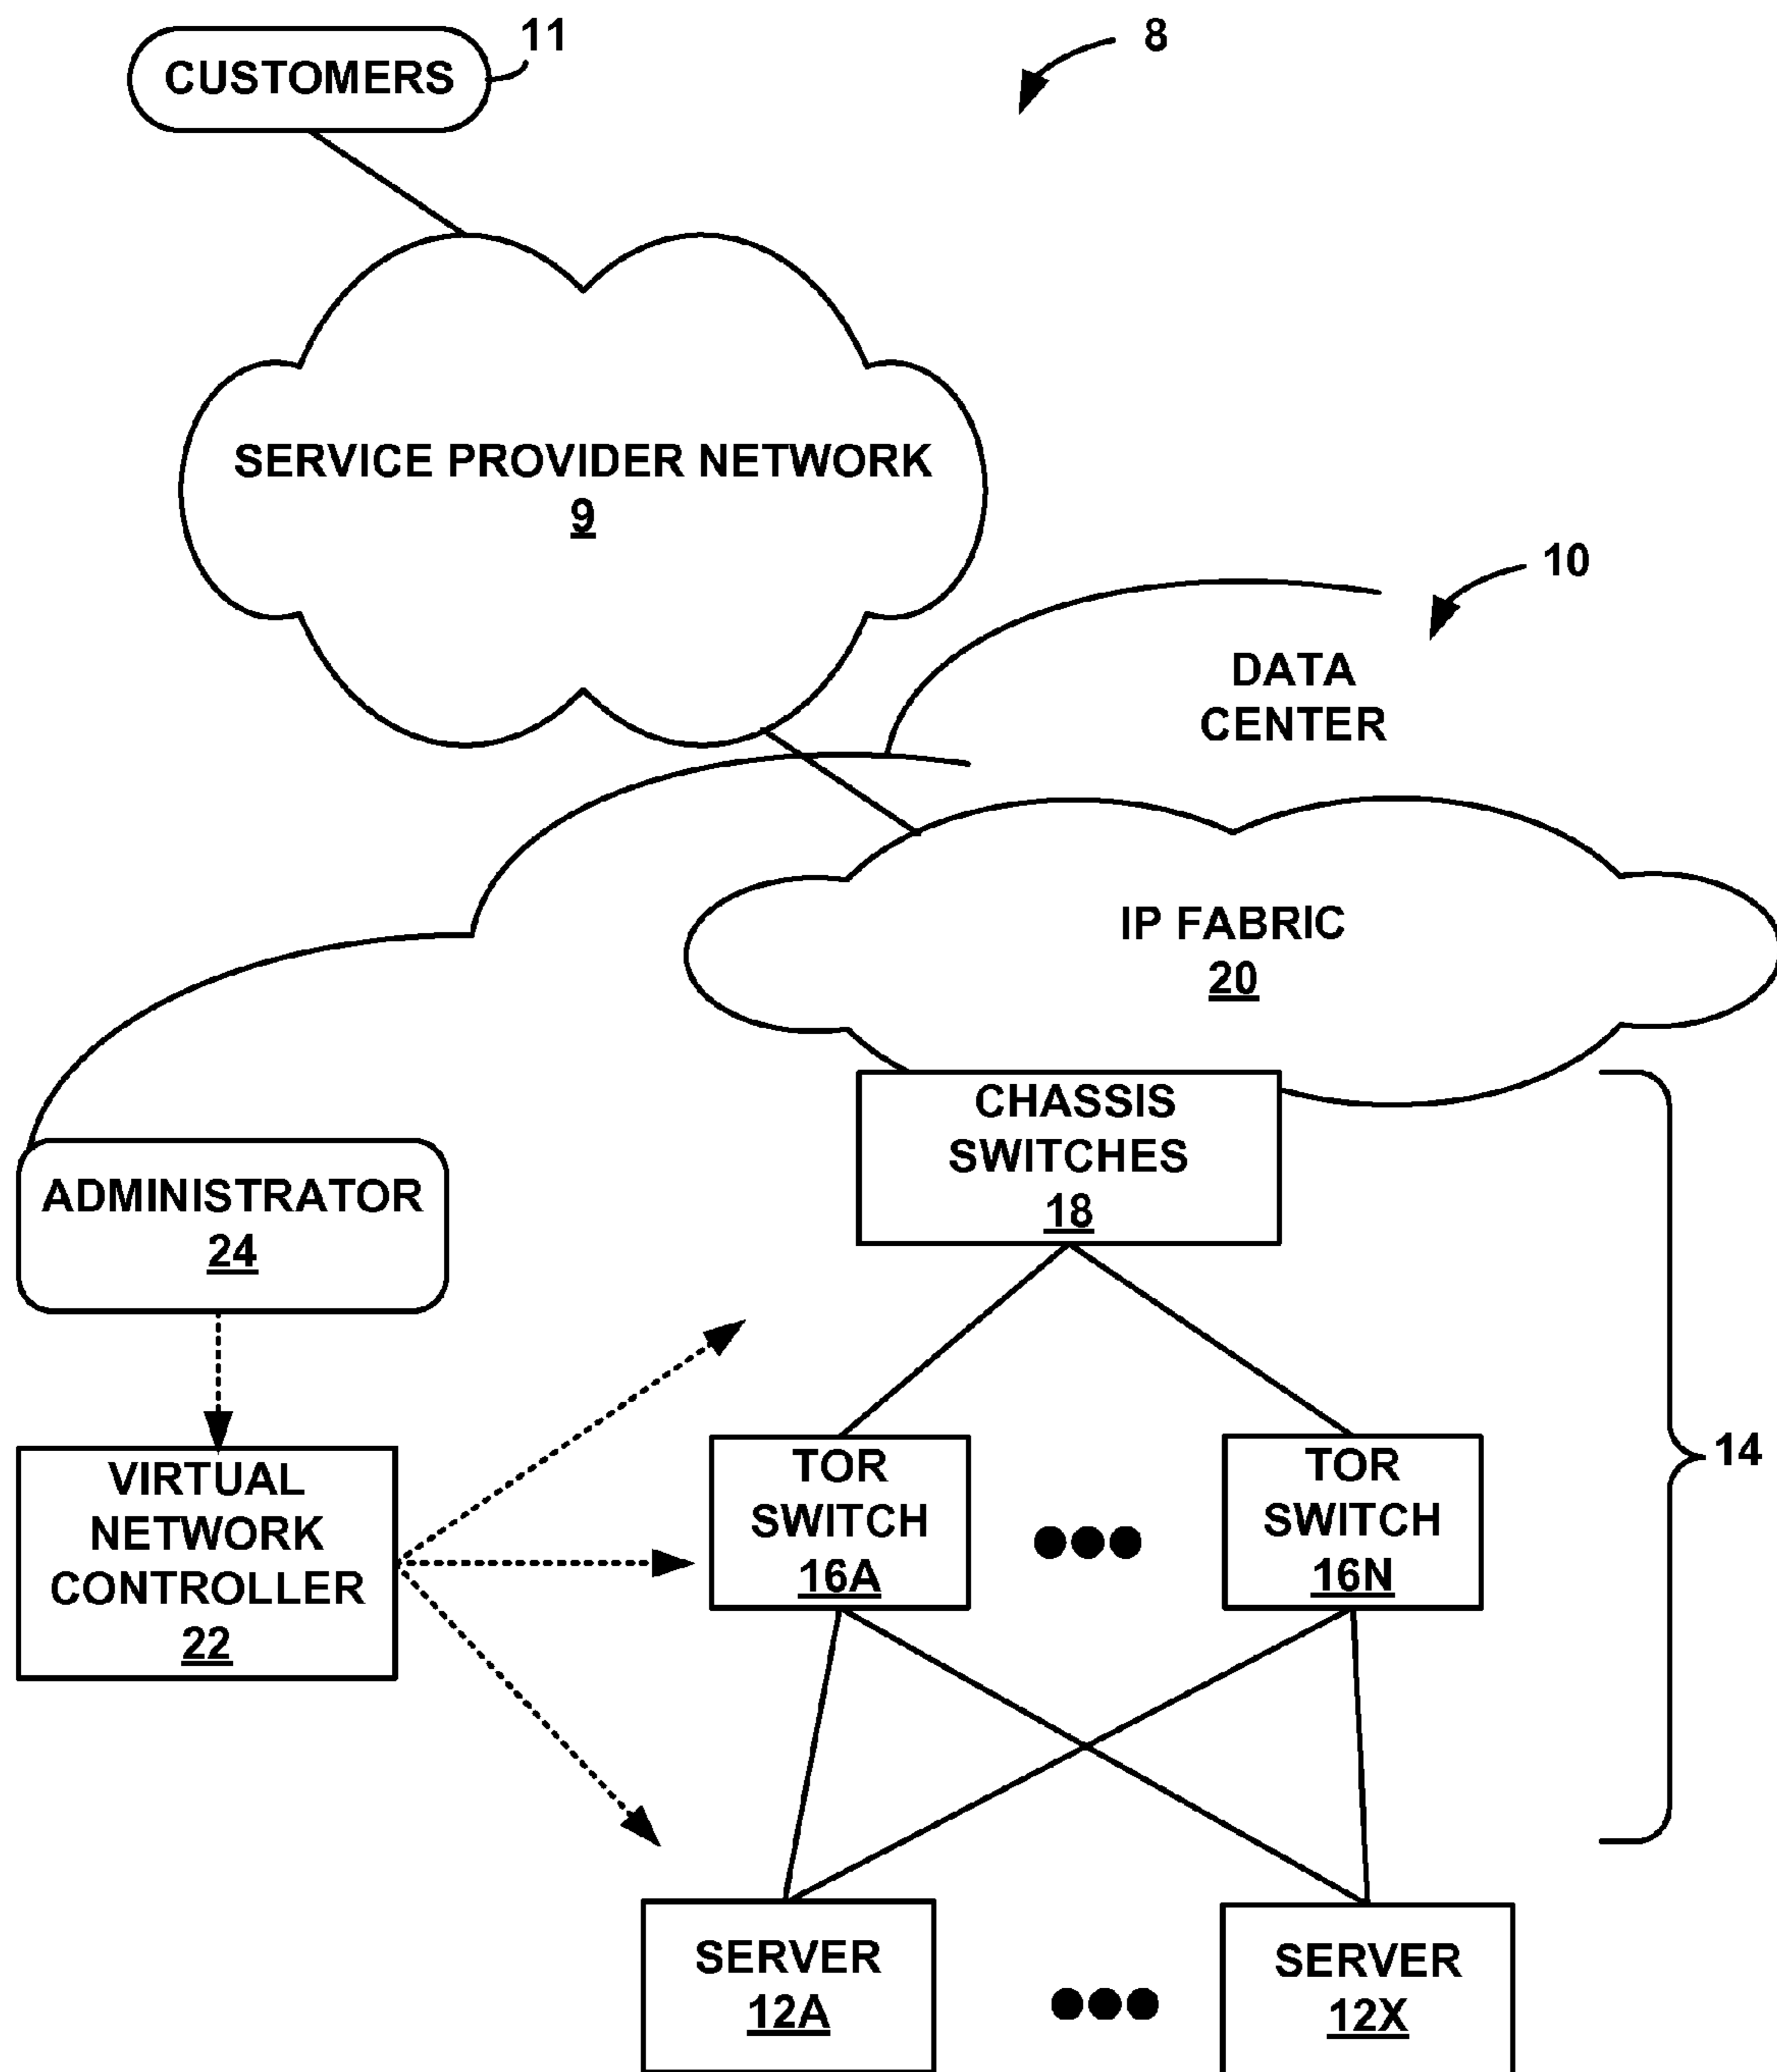 11
8
CUSTOMERS
SERVICE PROVIDER NETWORK
9
10
DATA
CENTER
IP FABRIC
20
CHASSIS
SWITCHES
18
ADMINISTRATOR
24
VIRTUAL
NETWORK
CONTROLLER
22
TOR
SWITCH
16A
TOR
SWITCH
16N
14
SERVER
12A
SERVER
12X